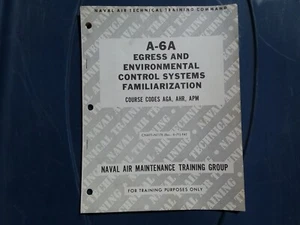 NAVAL AIR TECHNICAL TRAINING COMMAND
A-6A
EGRESS AND
ENVIRONMENTAL
CONTROL SYSTEMS
FAMILIARIZATION
COURSE CODES AGA, AHR, APM
NAVAL AIR MAINTENANCE TRAINING GROUP
FOR TRAINING PURPOSES ONLY